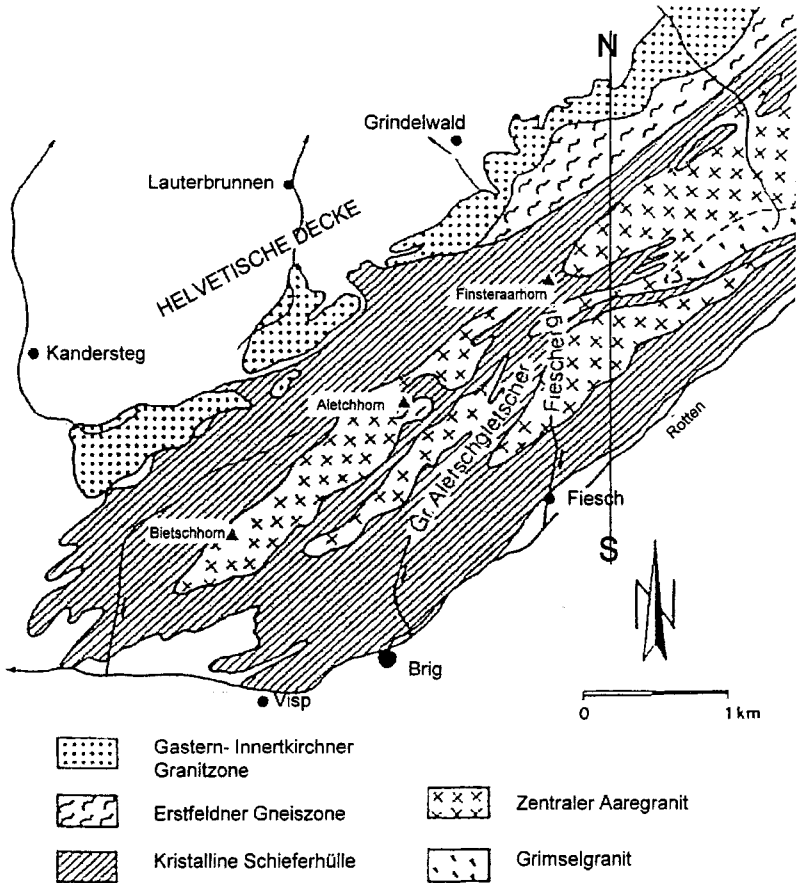 N
Grindelwald
Lauterbrunnen
HELVETISCHE DECKE
Finsteraarhorn
Fieschergl.
Kandersteg
Aletchhorn
Gr. Aletschgletscher
Rotten
Bietschhorn
Fiesch
S
N
Brig
Visp
0 1 km
Gastern- Innertkirchner
Granitzone
Erstfeldner Gneiszone
Zentraler Aaregranit
Kristalline Schieferhülle
Grimselgranit